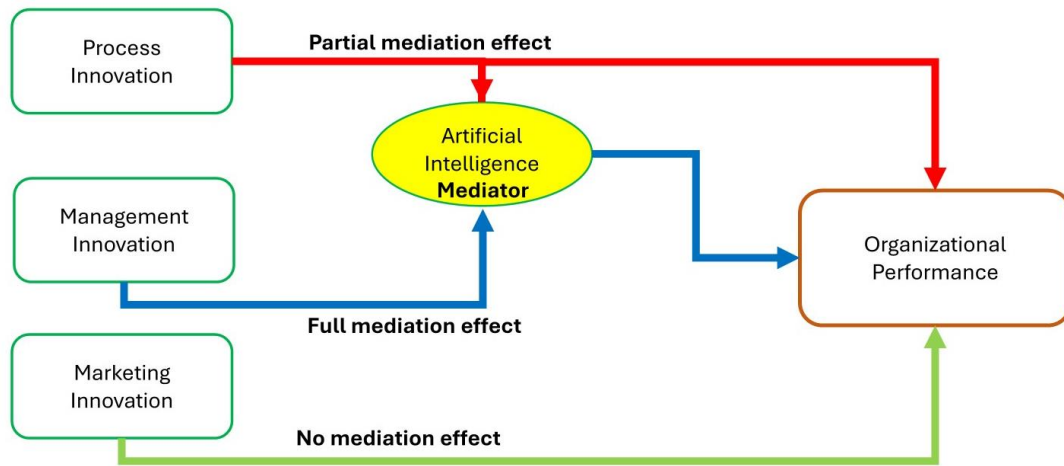 Process
Innovation
Partial mediation effect
Artificial
Intelligence
Mediator
Management
Innovation
Organizational
Performance
Full mediation effect
Marketing
Innovation
No mediation effect